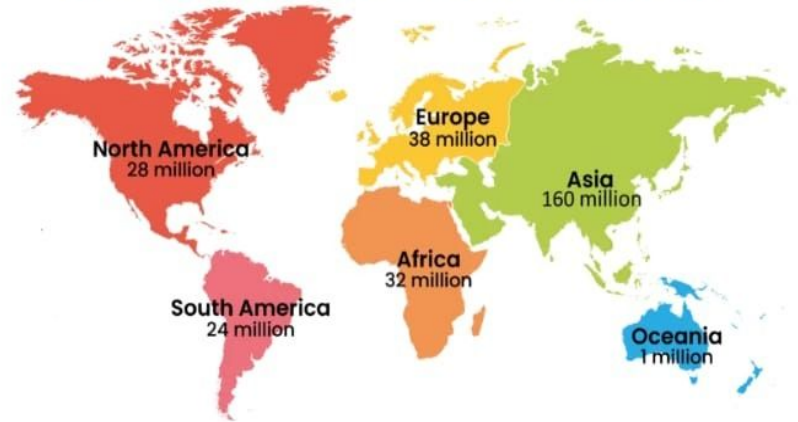 North America
28 million
Europe
38 million
Asia
160 million
Africa
32 million
South America
24 million
Oceania
1 million